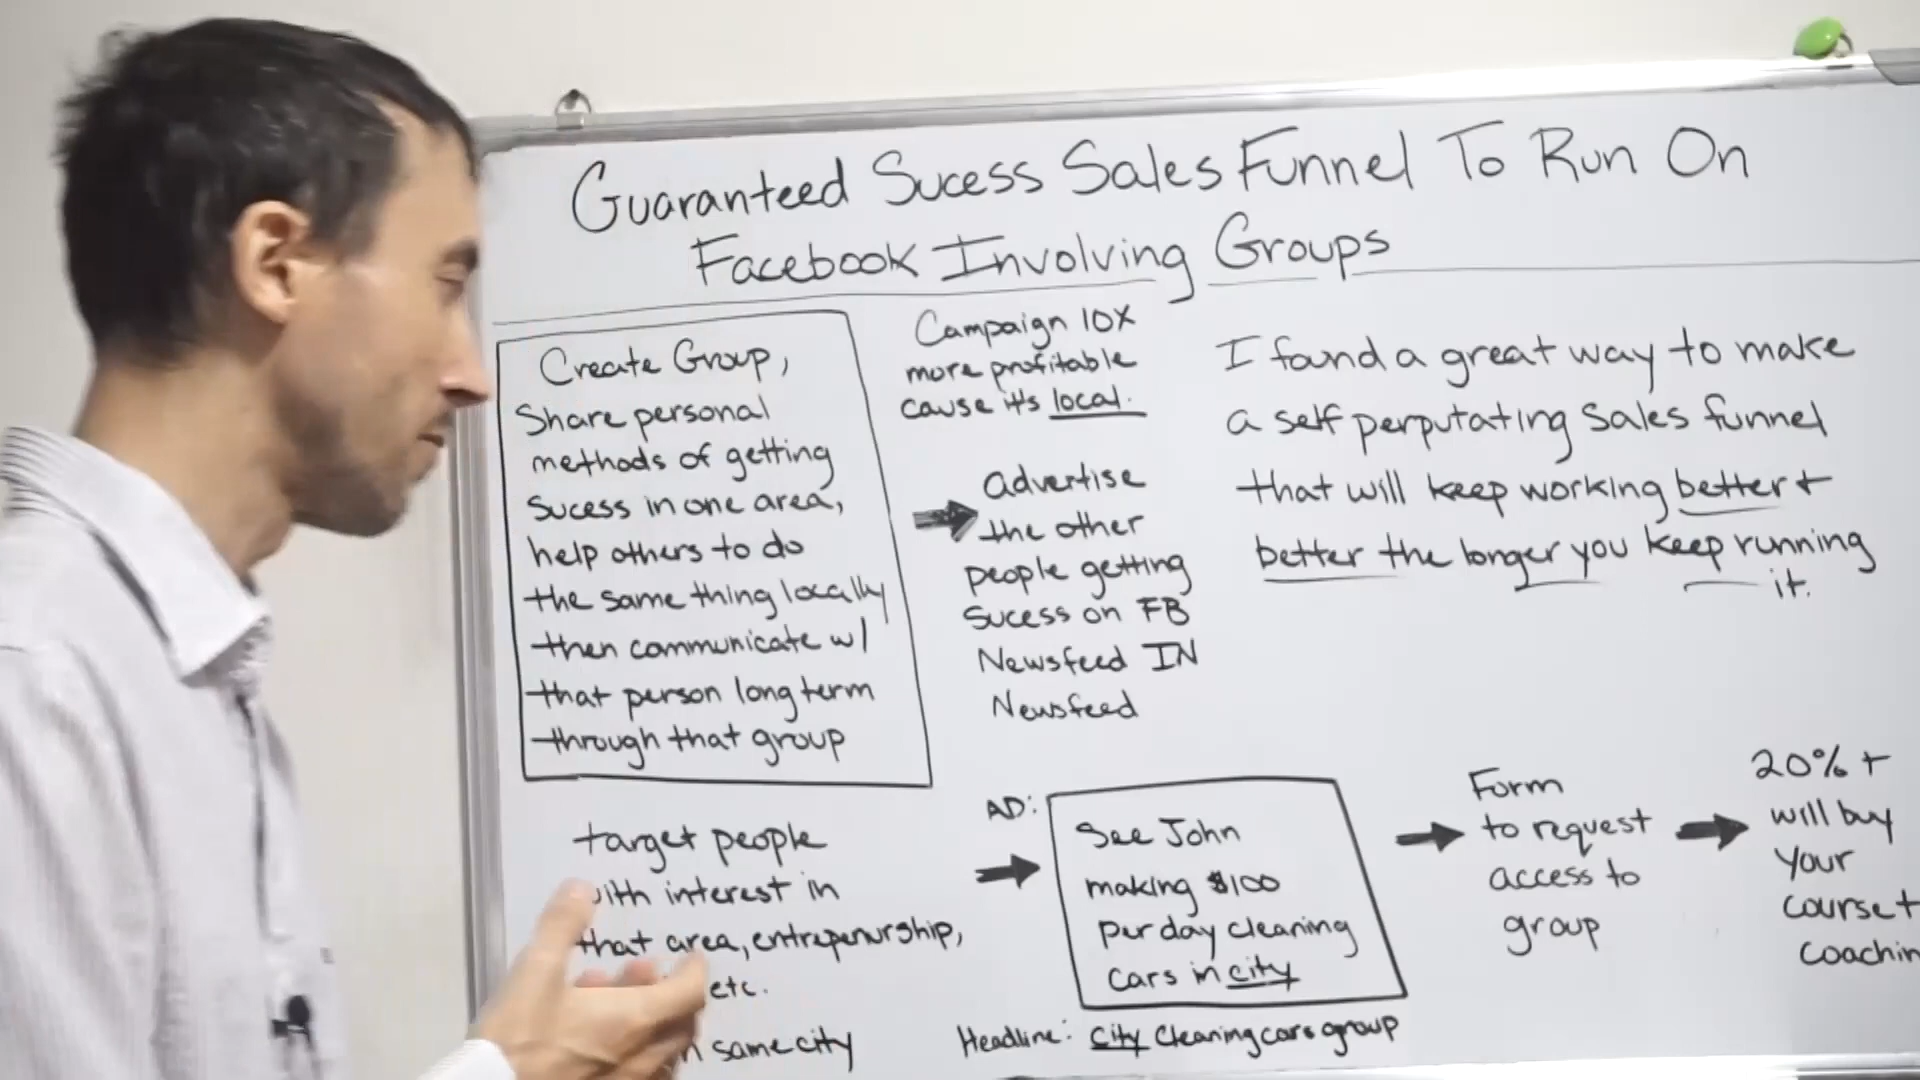 Guaranteed Sucess Sales Funnel To Run On
Facebook Involving Groups
Create Group,
Share personal
methods of getting
Sucess in one area,
help others to do
the same thing locally
then communicate w/
that person long term
through that group
Campaign 10X
more profitable
cause it's local.
advertise
the other
people getting
Sucess on FB
Newsfeed IN
Newsfeed
I found a great way to make
a self perputating Sales funnel
that will keep working better +
better the longer you keep running
it.
target people
with interest in
that area, entrepenurship,
etc.
same city
AD:
See John
making $100
per day cleaning
Cars in city
Headline: City Cleaning cars group
Form
to request
access to
group
20% +
will buy
your
course +
Coachin